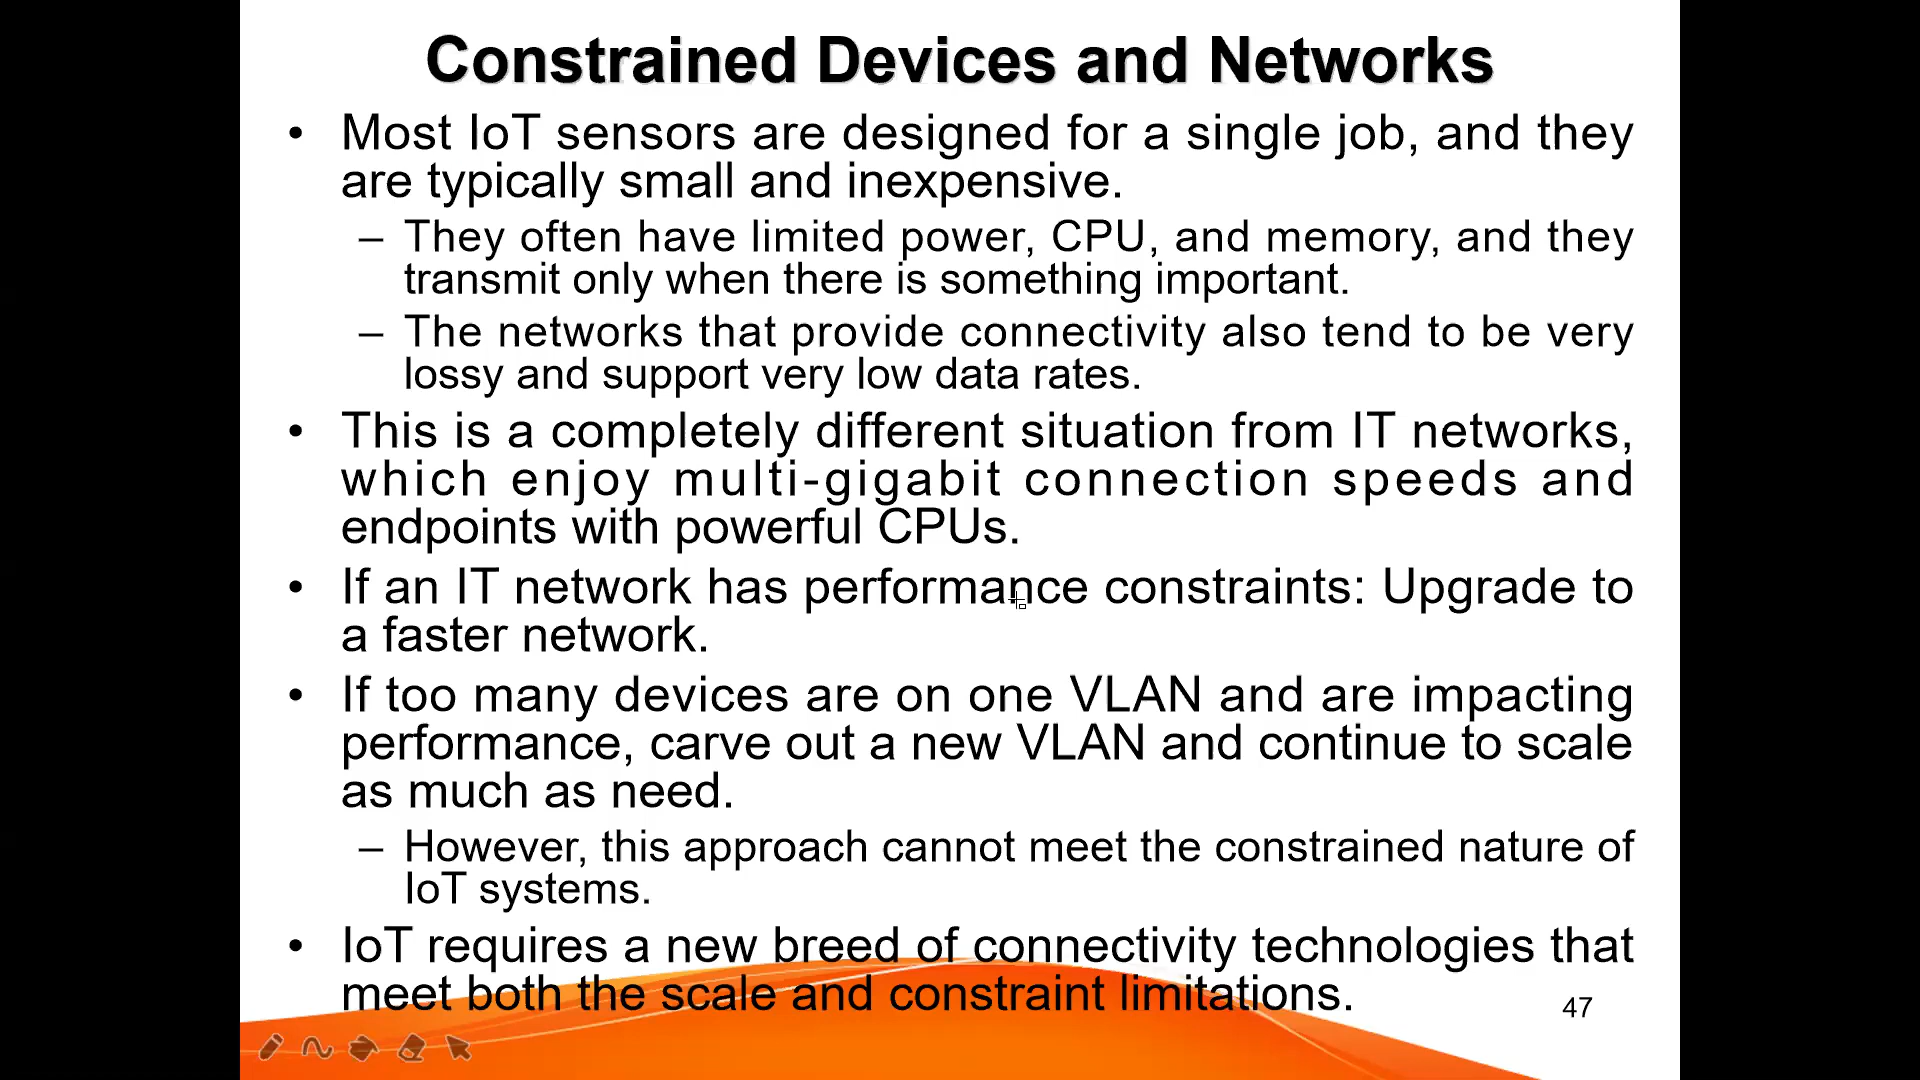 Constrained Devices and Networks
• Most IoT sensors are designed for a single job, and they
are typically small and inexpensive.
– They often have limited power, CPU, and memory, and they
transmit only when there is something important.
– The networks that provide connectivity also tend to be very
lossy and support very low data rates.
• This is a completely different situation from IT networks,
which enjoy multi-gigabit connection speeds and
endpoints with powerful CPUs.
• If an IT network has performance constraints: Upgrade to
a faster network.
• If too many devices are on one VLAN and are impacting
performance, carve out a new VLAN and continue to scale
as much as need.
– However, this approach cannot meet the constrained nature of
IoT systems.
• IoT requires a new breed of connectivity technologies that
meet both the scale and constraint limitations.
47